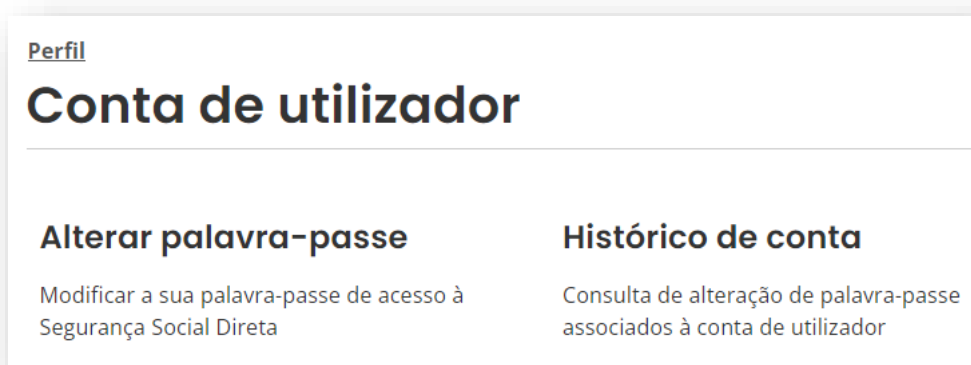 Perfil
Conta de utilizador
Alterar palavra-passe
Modificar a sua palavra-passe de acesso à
Segurança Social Direta
Histórico de conta
Consulta de alteração de palavra-passe
associados à conta de utilizador